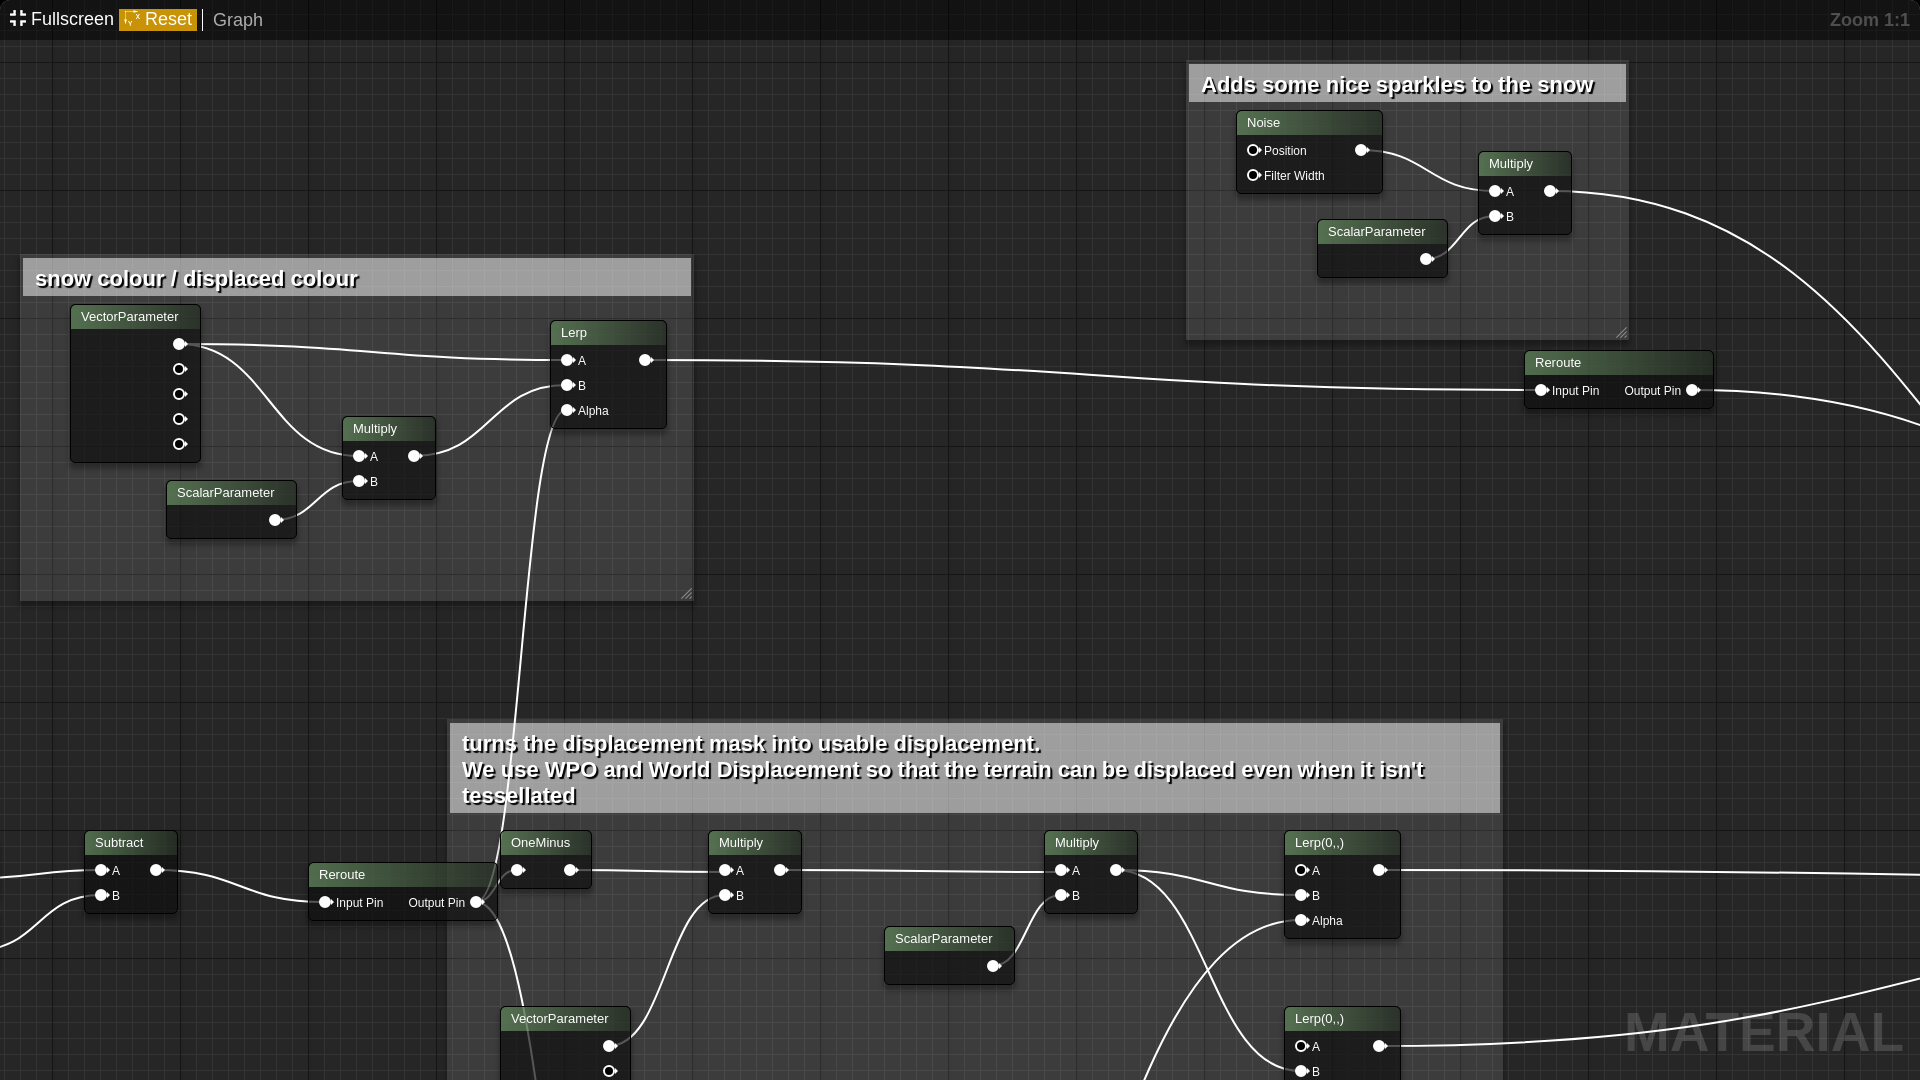 Fullscreen Reset Graph Zoom 1:1
Adds some nice sparkles to the snow
Noise
Position
Filter Width
Multiply
A
B
ScalarParameter
snow colour / displaced colour
VectorParameter
Lerp
A
B
Alpha
Multiply
A
B
ScalarParameter
Reroute
Input Pin Output Pin
turns the displacement mask into usable displacement.
We use WPO and World Displacement so that the terrain can be displaced even when it isn't
tessellated
Subtract
A
B
Reroute
Input Pin Output Pin
OneMinus
Multiply
A
B
Multiply
A
B
ScalarParameter
Lerp(0,,)
A
B
Alpha
VectorParameter
Lerp(0,,)
A
B
MATERIAL